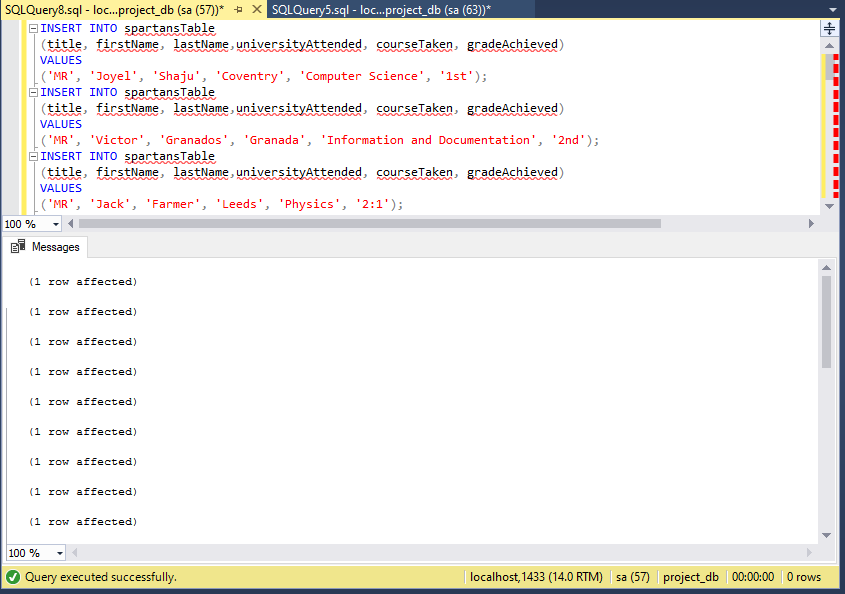 SQLQuery8.sql - loc...project_db (sa (57))* SQLQuery5.sql - loc...project_db (sa (63))*
INSERT INTO spartansTable
(title, firstName, lastName,universityAttended, courseTaken, gradeAchieved)
VALUES
('MR', 'Joyel', 'Shaju', 'Coventry', 'Computer Science', '1st');
INSERT INTO spartansTable
(title, firstName, lastName,universityAttended, courseTaken, gradeAchieved)
VALUES
('MR', 'Victor', 'Granados', 'Granada', 'Information and Documentation', '2nd');
INSERT INTO spartansTable
(title, firstName, lastName,universityAttended, courseTaken, gradeAchieved)
VALUES
('MR', 'Jack', 'Farmer', 'Leeds', 'Physics', '2:1');
100 %
Messages
(1 row affected)
(1 row affected)
(1 row affected)
(1 row affected)
(1 row affected)
(1 row affected)
(1 row affected)
(1 row affected)
(1 row affected)
100 %
Query executed successfully. localhost,1433 (14.0 RTM) sa (57) project_db 00:00:00 0 rows